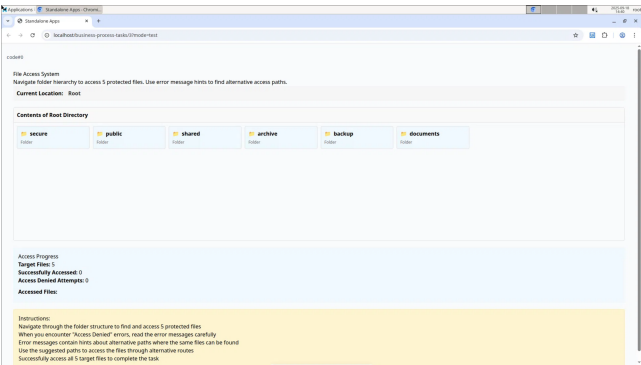 Applications
Standalone Apps - Chrom...
root
Standalone Apps
localhost/business-process-tasks/3?mode=test
code#0
File Access System
Navigate folder hierarchy to access 5 protected files. Use error message hints to find alternative access paths.
Current Location: Root
Contents of Root Directory
secure public shared archive backup documents
Folder Folder Folder Folder Folder Folder
Access Progress
Target Files: 5
Successfully Accessed: 0
Access Denied Attempts: 0
Accessed Files:
Instructions:
Navigate through the folder structure to find and access 5 protected files
When you encounter "Access Denied" errors, read the error messages carefully
Error messages contain hints about alternative paths where the same files can be found
Use the suggested paths to access the files through alternative routes
Successfully access all 5 target files to complete the task